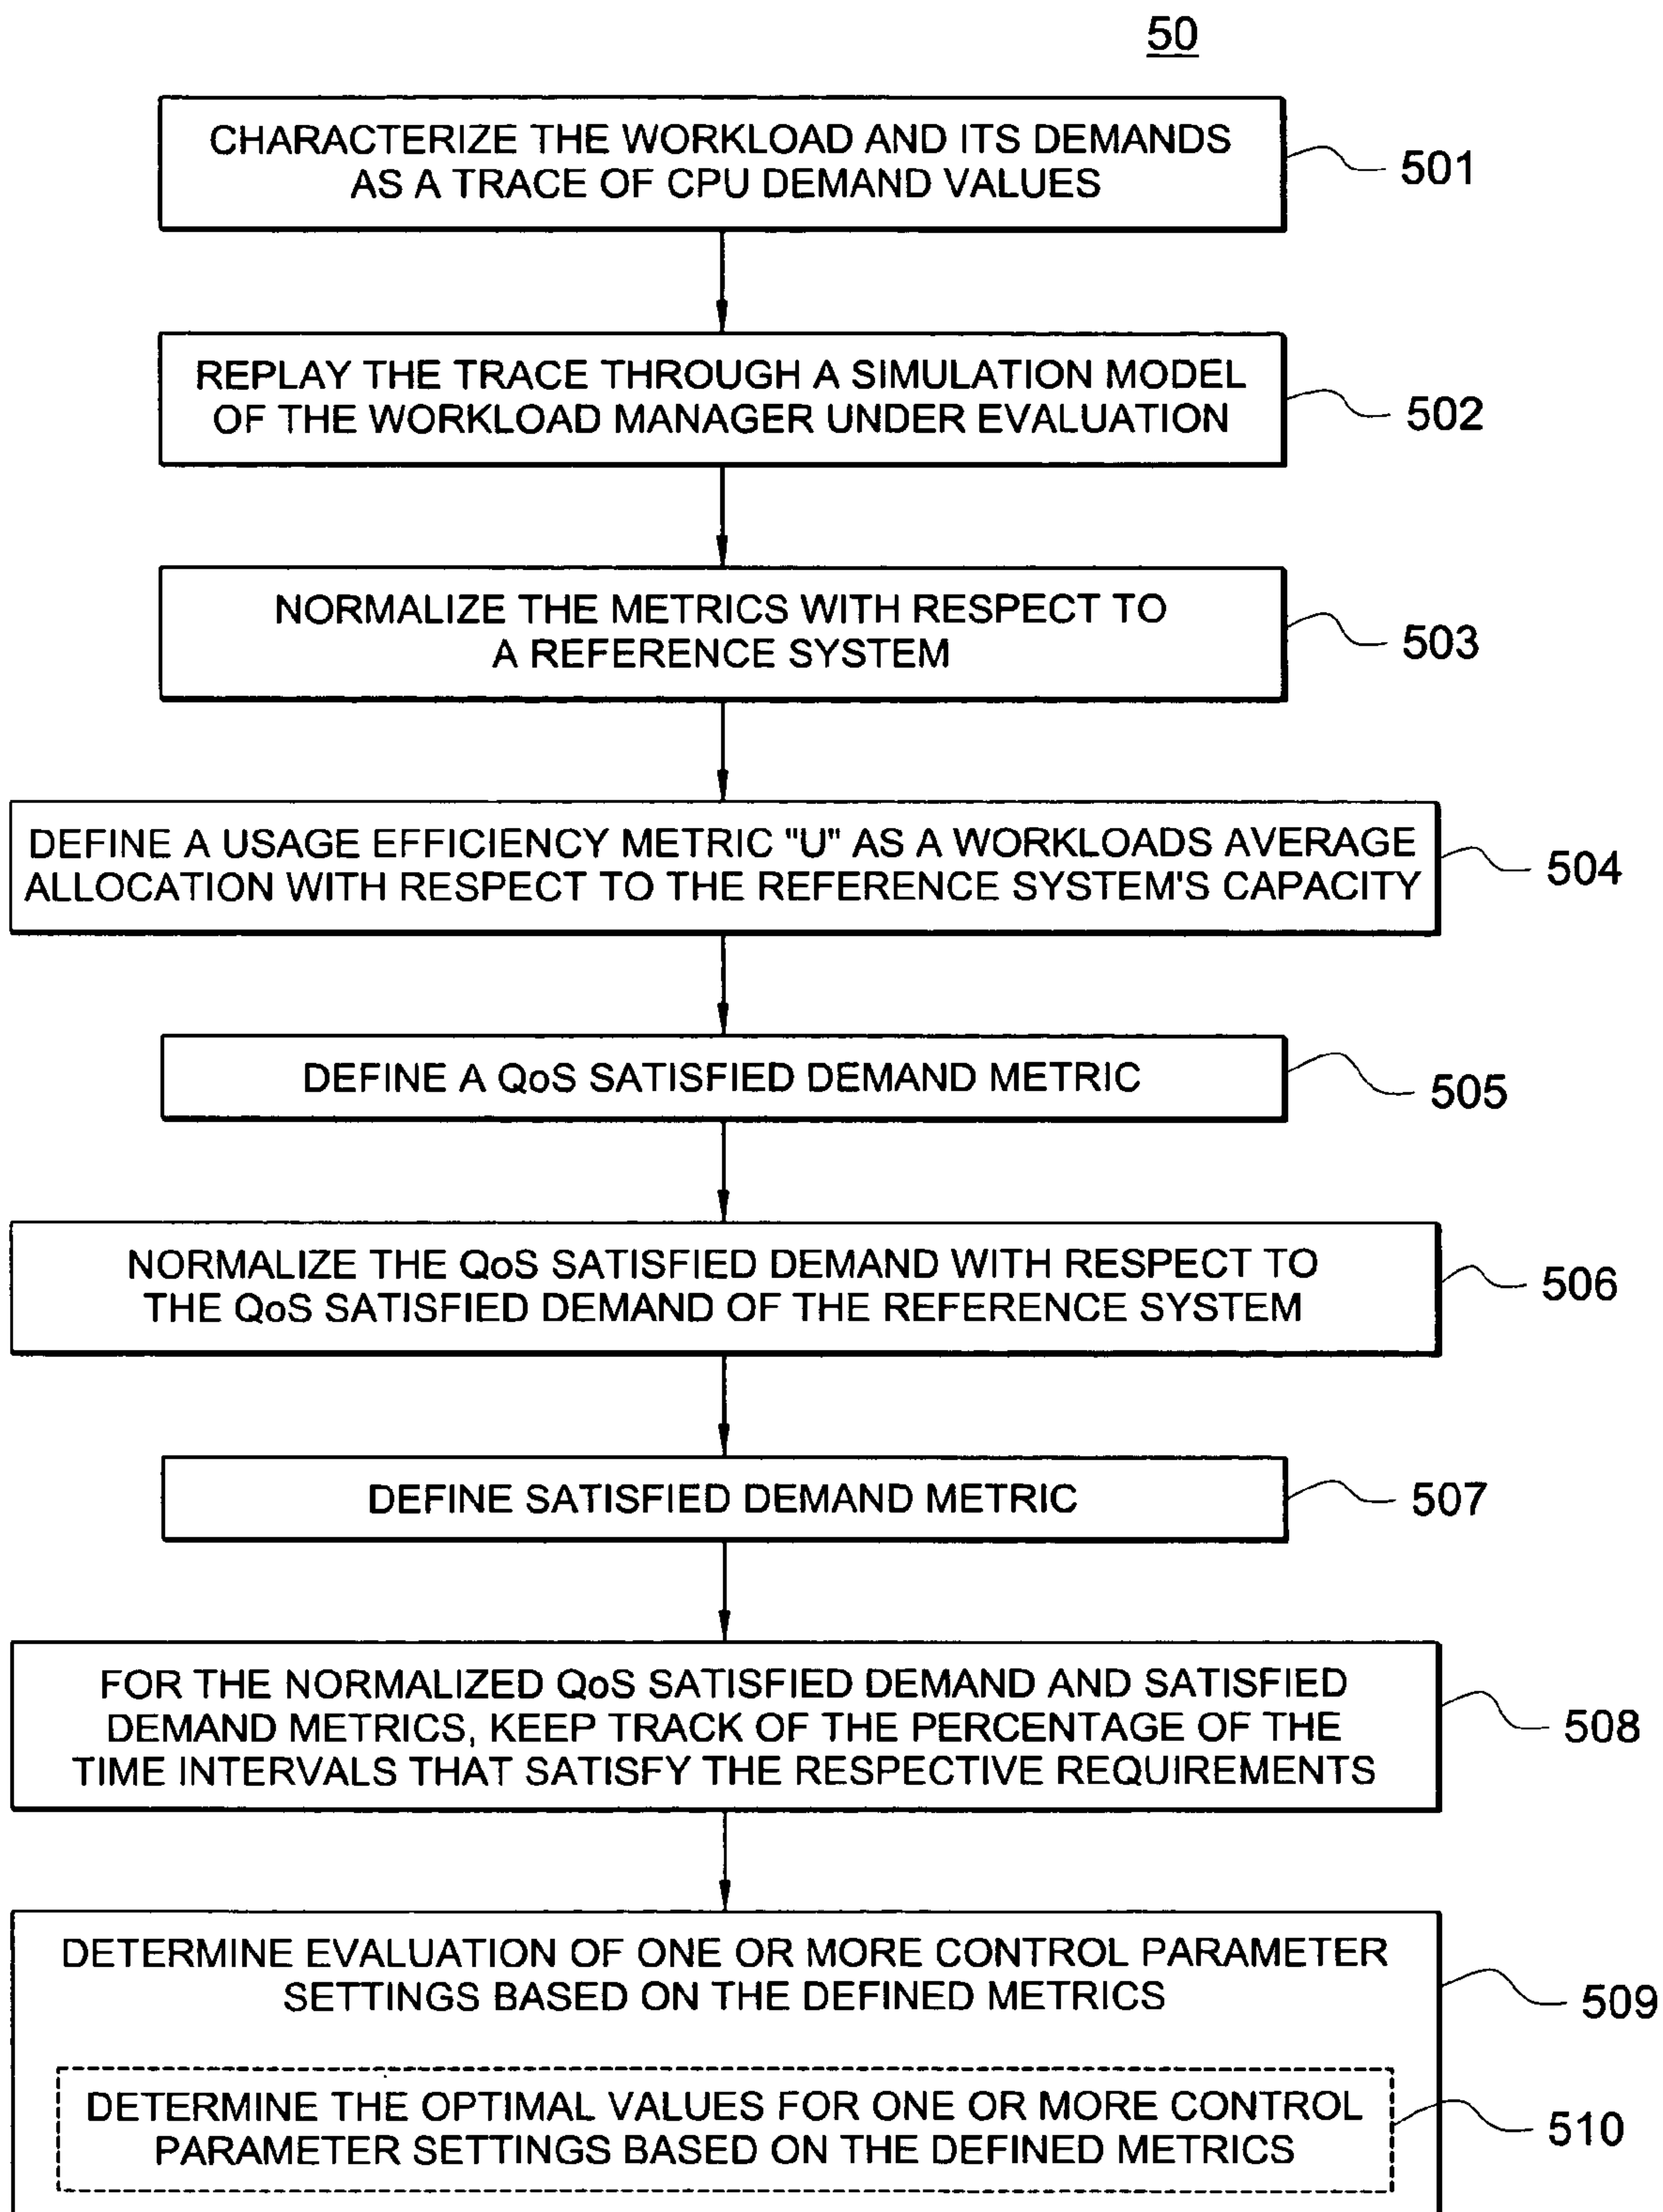 50
CHARACTERIZE THE WORKLOAD AND ITS DEMANDS
AS A TRACE OF CPU DEMAND VALUES
501
REPLAY THE TRACE THROUGH A SIMULATION MODEL
OF THE WORKLOAD MANAGER UNDER EVALUATION
502
NORMALIZE THE METRICS WITH RESPECT TO
A REFERENCE SYSTEM
503
DEFINE A USAGE EFFICIENCY METRIC "U" AS A WORKLOADS AVERAGE
ALLOCATION WITH RESPECT TO THE REFERENCE SYSTEM'S CAPACITY
504
DEFINE A QoS SATISFIED DEMAND METRIC
505
NORMALIZE THE QoS SATISFIED DEMAND WITH RESPECT TO
THE QoS SATISFIED DEMAND OF THE REFERENCE SYSTEM
506
DEFINE SATISFIED DEMAND METRIC
507
FOR THE NORMALIZED QoS SATISFIED DEMAND AND SATISFIED
DEMAND METRICS, KEEP TRACK OF THE PERCENTAGE OF THE
TIME INTERVALS THAT SATISFY THE RESPECTIVE REQUIREMENTS
508
DETERMINE EVALUATION OF ONE OR MORE CONTROL PARAMETER
SETTINGS BASED ON THE DEFINED METRICS
509
DETERMINE THE OPTIMAL VALUES FOR ONE OR MORE CONTROL
PARAMETER SETTINGS BASED ON THE DEFINED METRICS
510